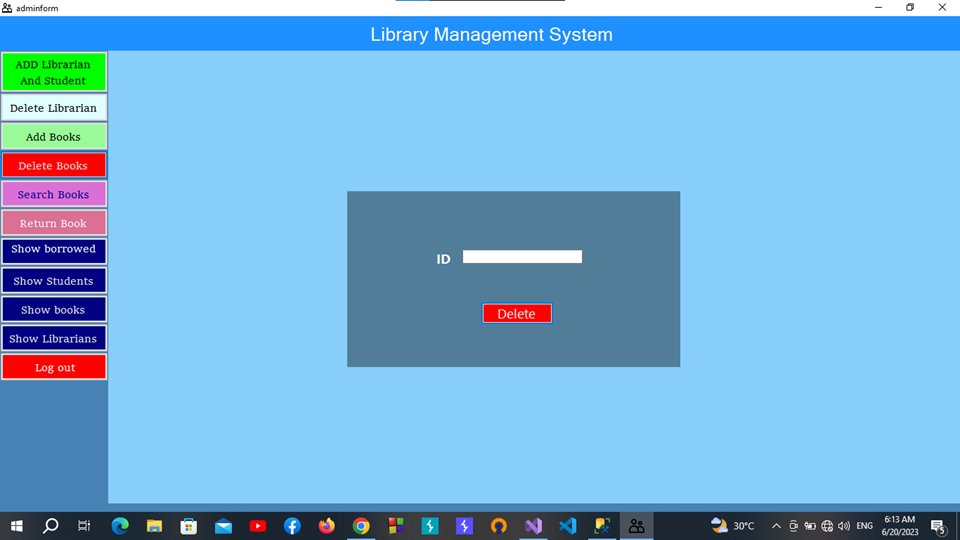 adminform
Library Management System
ADD Librarian
And Student
Delete Librarian
Add Books
Delete Books
Search Books
Return Book
Show borrowed
Show Students
Show books
Show Librarians
Log out
ID
Delete
30°C
ENG
6:13 AM
6/20/2023
5